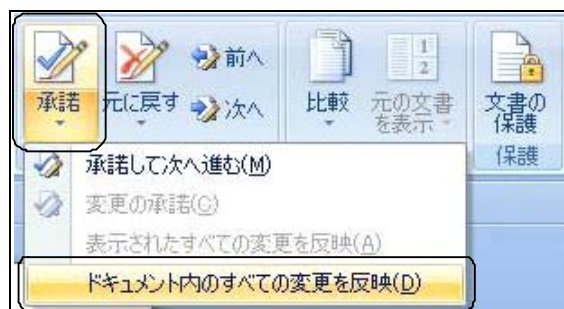 承諾
元に戻す
前へ
次へ
比較
1
2
元の文書
を表示
文書の
保護
保護
承諾して次へ進む(M)
変更の承諾(C)
表示されたすべての変更を反映(A)
ドキュメント内のすべての変更を反映(D)